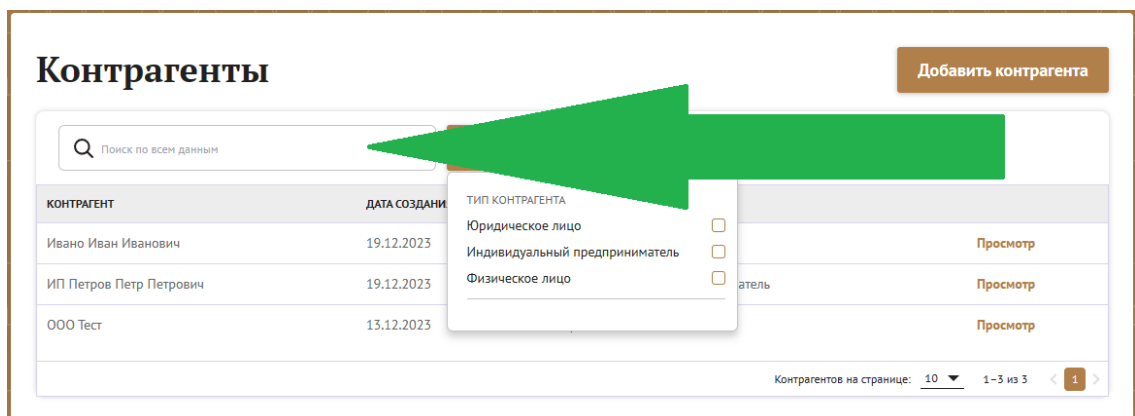 Контрагенты
Добавить контрагента
Поиск по всем данным
КОНТРАГЕНТ ДАТА СОЗДАНИ
ТИП КОНТРАГЕНТА
Юридическое лицо
Индивидуальный предприниматель
Физическое лицо
Ивано Иван Иванович 19.12.2023 Просмотр
ИП Петров Петр Петрович 19.12.2023 атель Просмотр
ООО Тест 13.12.2023 Просмотр
Контрагентов на странице: 10 1–3 из 3 < 1 >